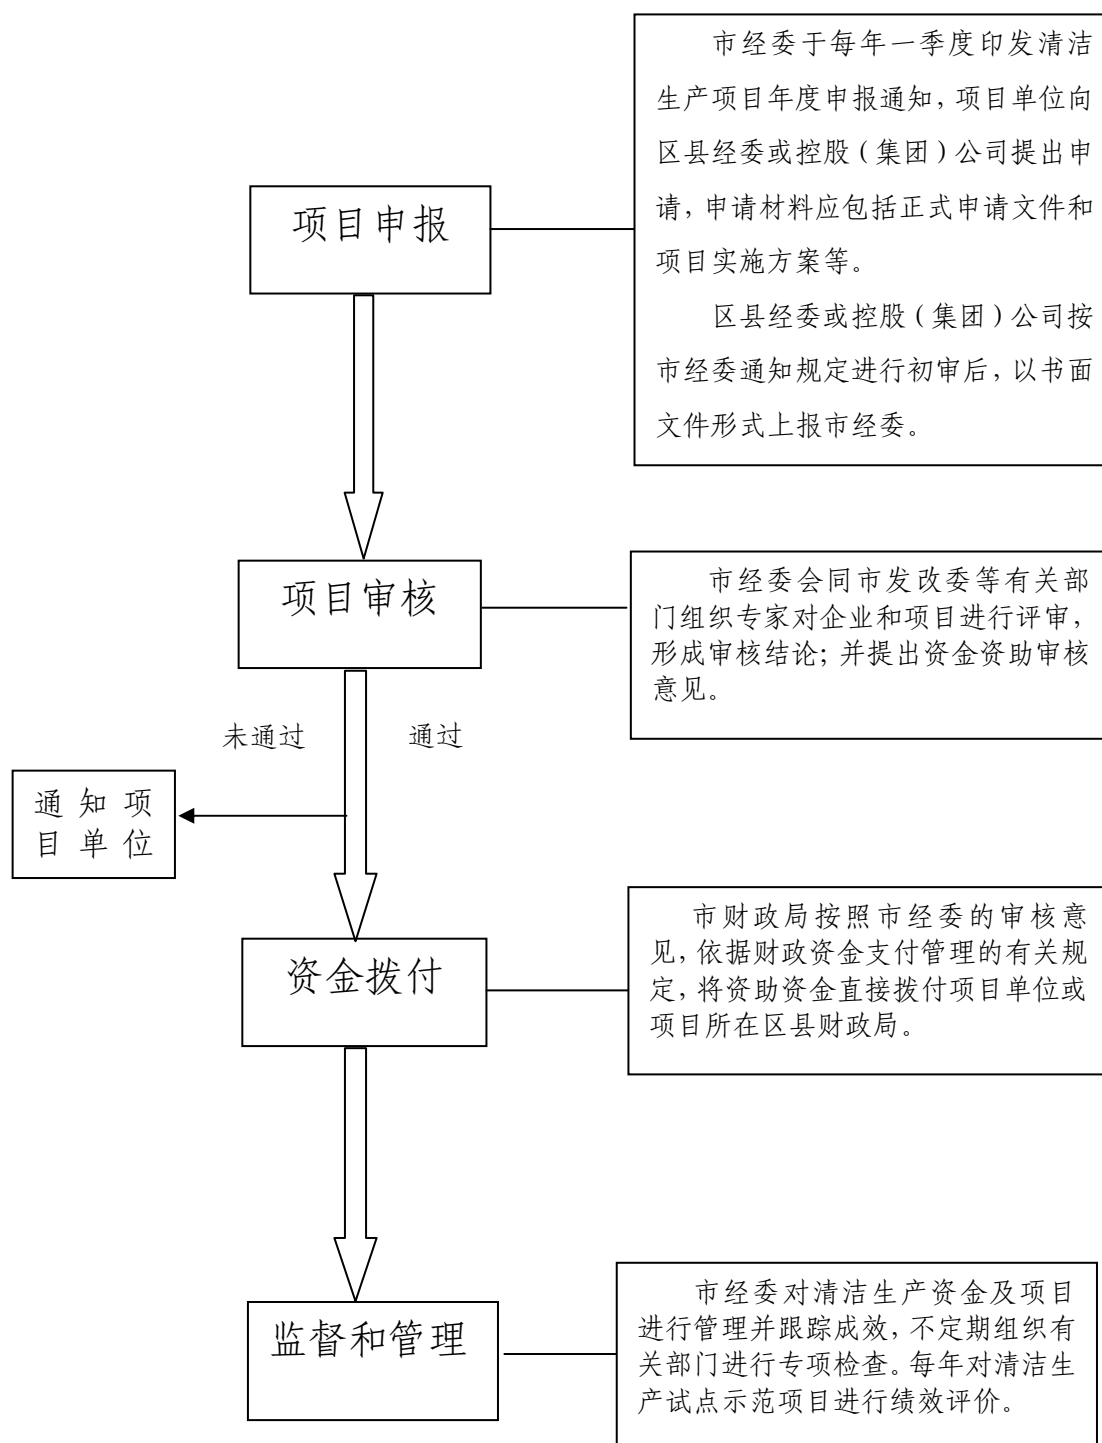 市经委于每年一季度印发清洁
生产项目年度申报通知，项目单位向
区县经委或控股（集团）公司提出申
请，申请材料应包括正式申请文件和
项目实施方案等。
区县经委或控股（集团）公司按
市经委通知规定进行初审后，以书面
文件形式上报市经委。
项目申报
项目审核
市经委会同市发改委等有关部
门组织专家对企业和项目进行评审，
形成审核结论；并提出资金资助审核
意见。
未通过
通过
通知项
目单位
资金拨付
市财政局按照市经委的审核意
见，依据财政资金支付管理的有关规
定，将资助资金直接拨付项目单位或
项目所在区县财政局。
监督和管理
市经委对清洁生产资金及项目
进行管理并跟踪成效，不定期组织有
关部门进行专项检查。每年对清洁生
产试点示范项目进行绩效评价。